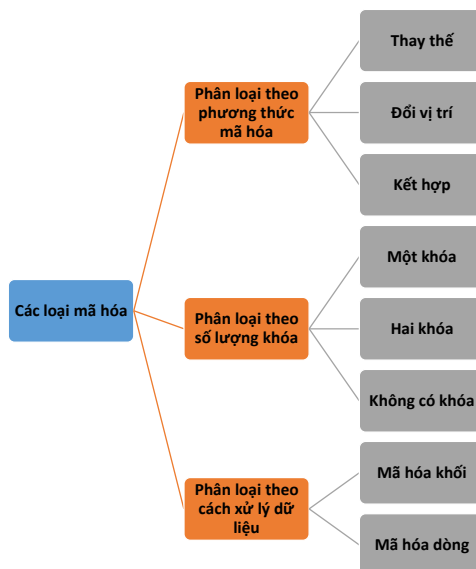 Các loại mã hóa
Phân loại theo
phương thức
mã hóa
Thay thế
Đổi vị trí
Kết hợp
Phân loại theo
số lượng khóa
Một khóa
Hai khóa
Không có khóa
Phân loại theo
cách xử lý dữ
liệu
Mã hóa khối
Mã hóa dòng